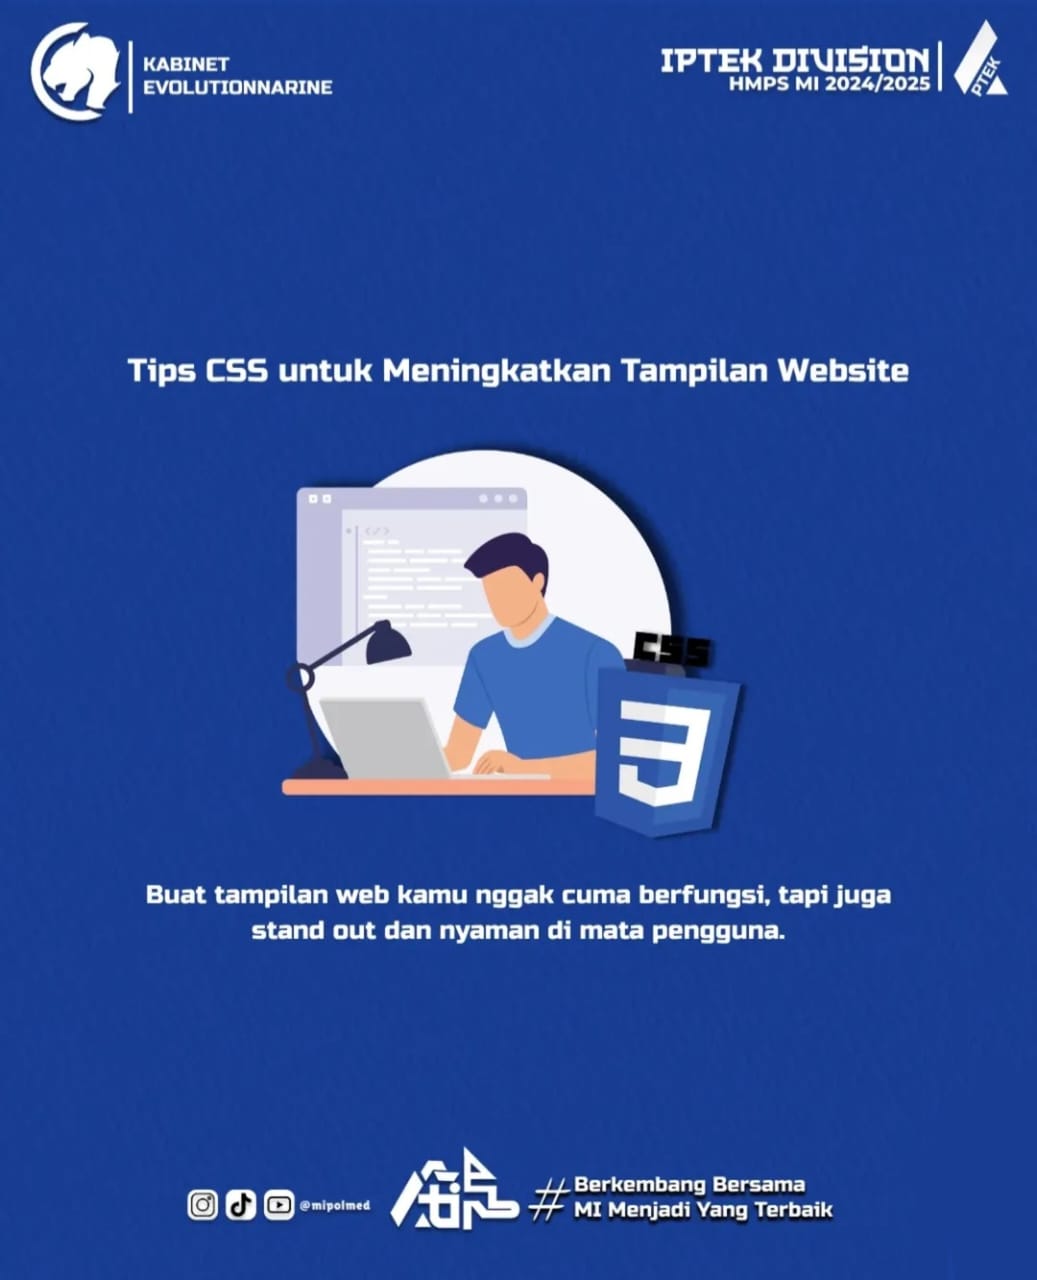 KABINET
EVOLUTIONNARINE
IPTEK DIVISION
HMPS MI 2024/2025
PTEK
Tips CSS untuk Meningkatkan Tampilan Website
</>
CSS
3
Buat tampilan web kamu nggak cuma berfungsi, tapi juga
stand out dan nyaman di mata pengguna.
@mipolmed
# Berkembang Bersama
MI Menjadi Yang Terbaik